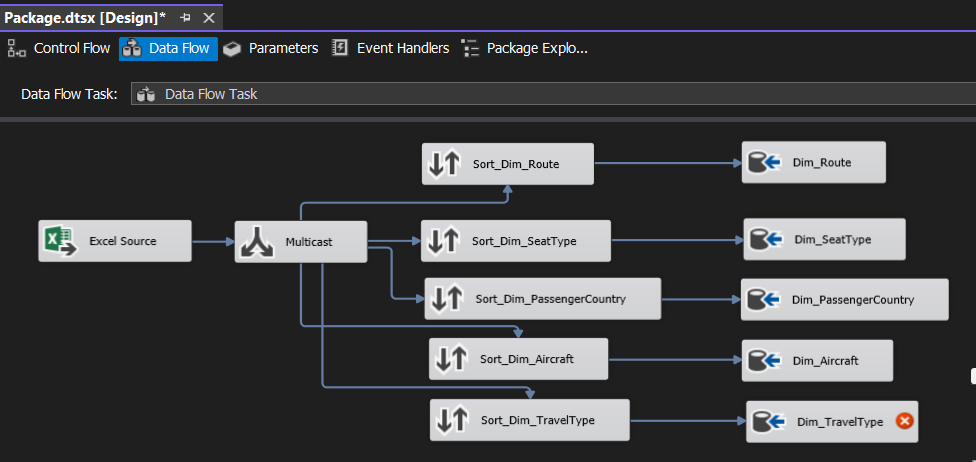 Package.dtsx [Design]*
Control Flow
Data Flow
Parameters
Event Handlers
Package Explo...
Data Flow Task:
Data Flow Task
Sort_Dim_Route
Dim_Route
Excel Source
Multicast
Sort_Dim_SeatType
Dim_SeatType
Sort_Dim_PassengerCountry
Dim_PassengerCountry
Sort_Dim_Aircraft
Dim_Aircraft
Sort_Dim_TravelType
Dim_TravelType